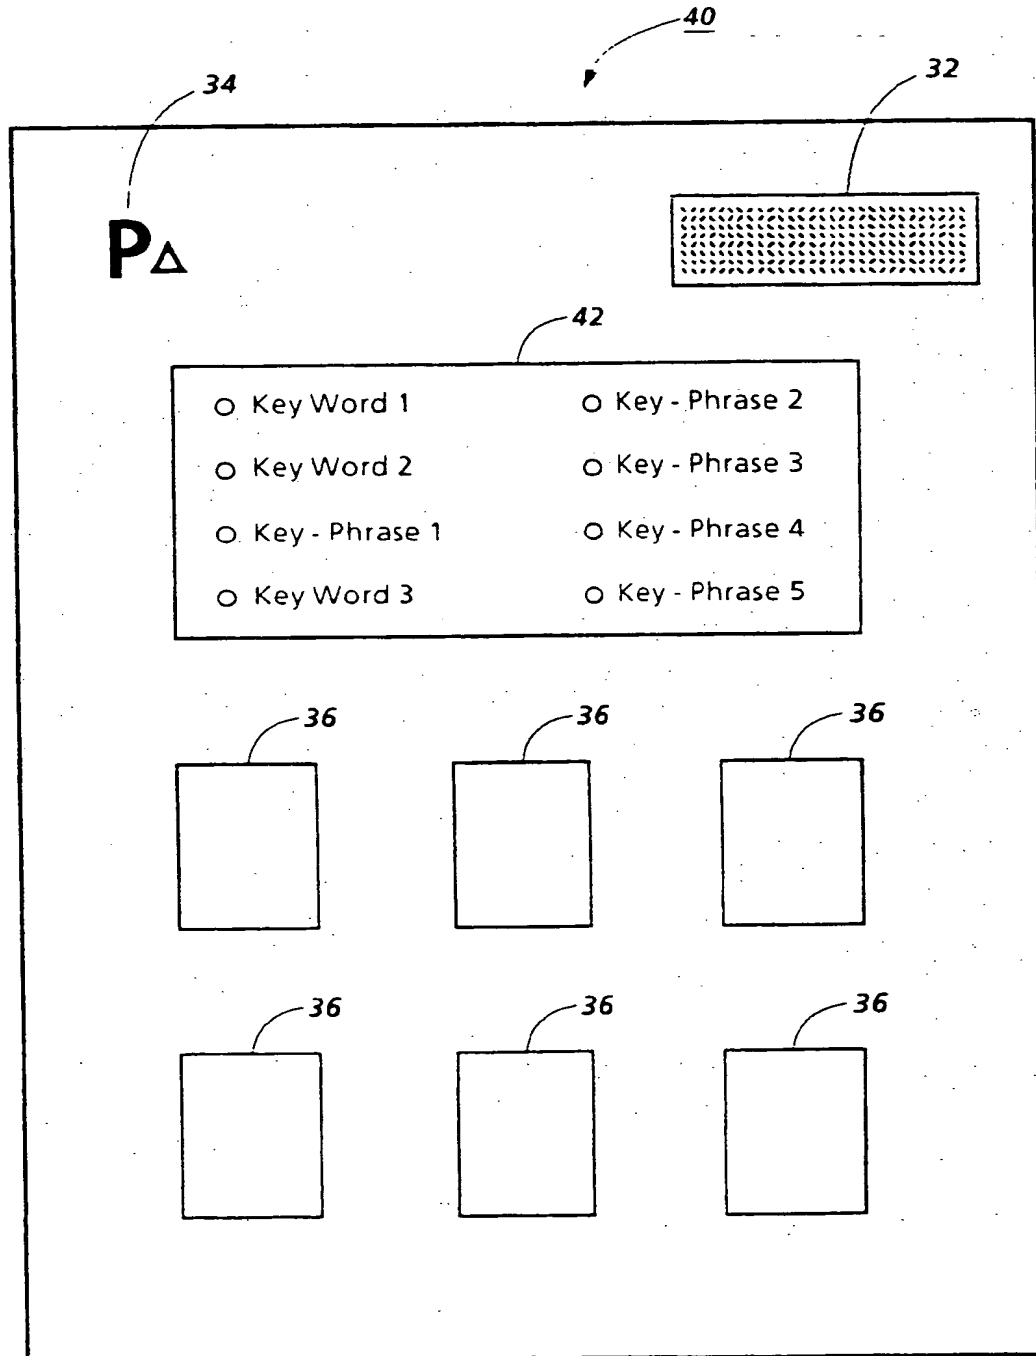 40
34
32
P△
42
Key Word 1
Key - Phrase 2
Key Word 2
Key - Phrase 3
Key - Phrase 1
Key - Phrase 4
Key Word 3
Key - Phrase 5
36 36 36
36 36 36